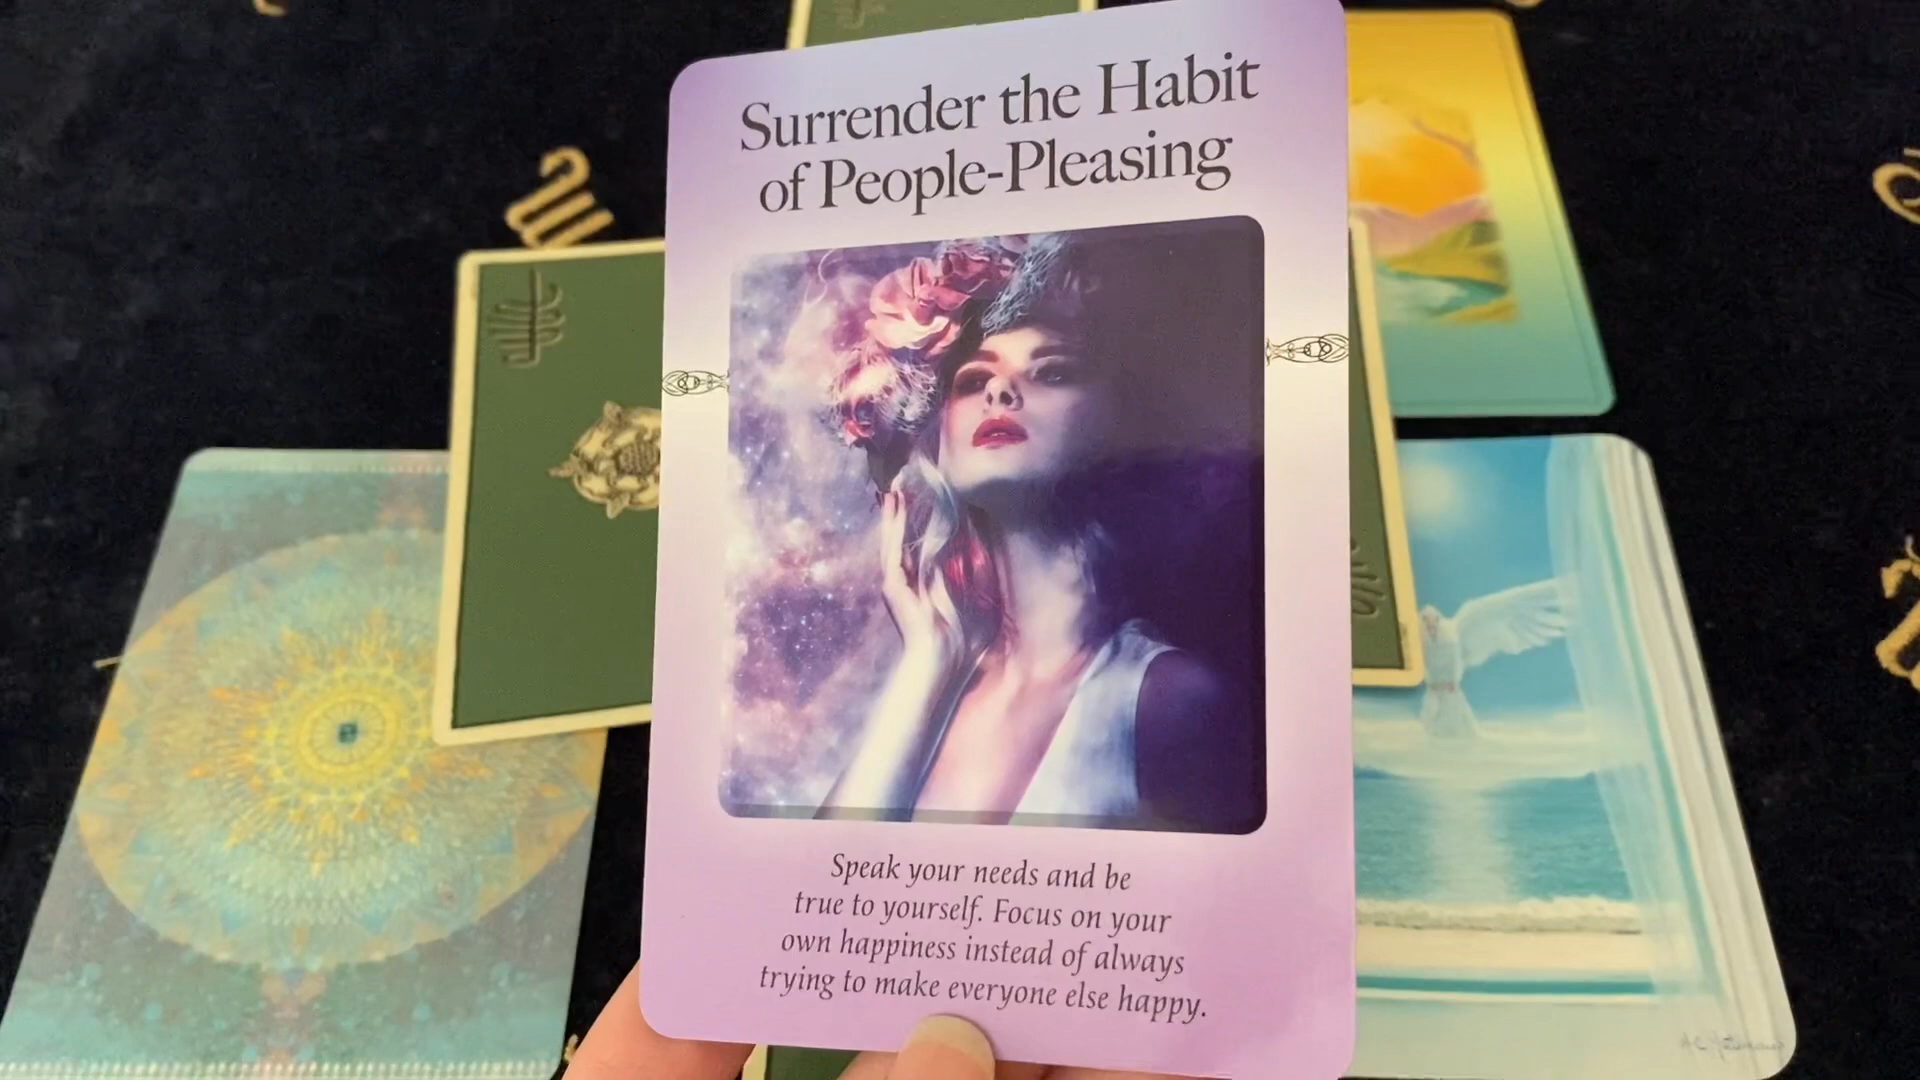 Surrender the Habit
of People-Pleasing
Speak your needs and be
true to yourself. Focus on your
own happiness instead of always
trying to make everyone else happy.